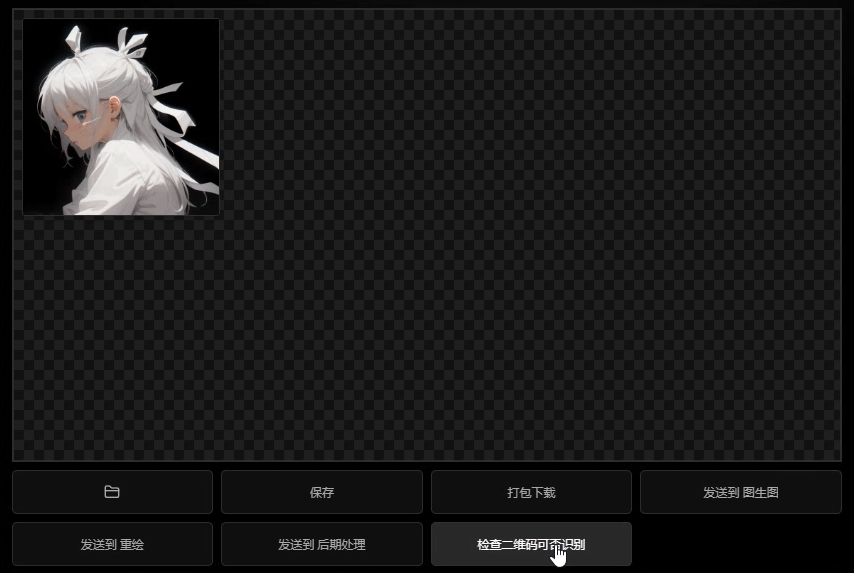 保存
打包下载
发送到 图生图
发送到 重绘
发送到 后期处理
检查二维码可否识别